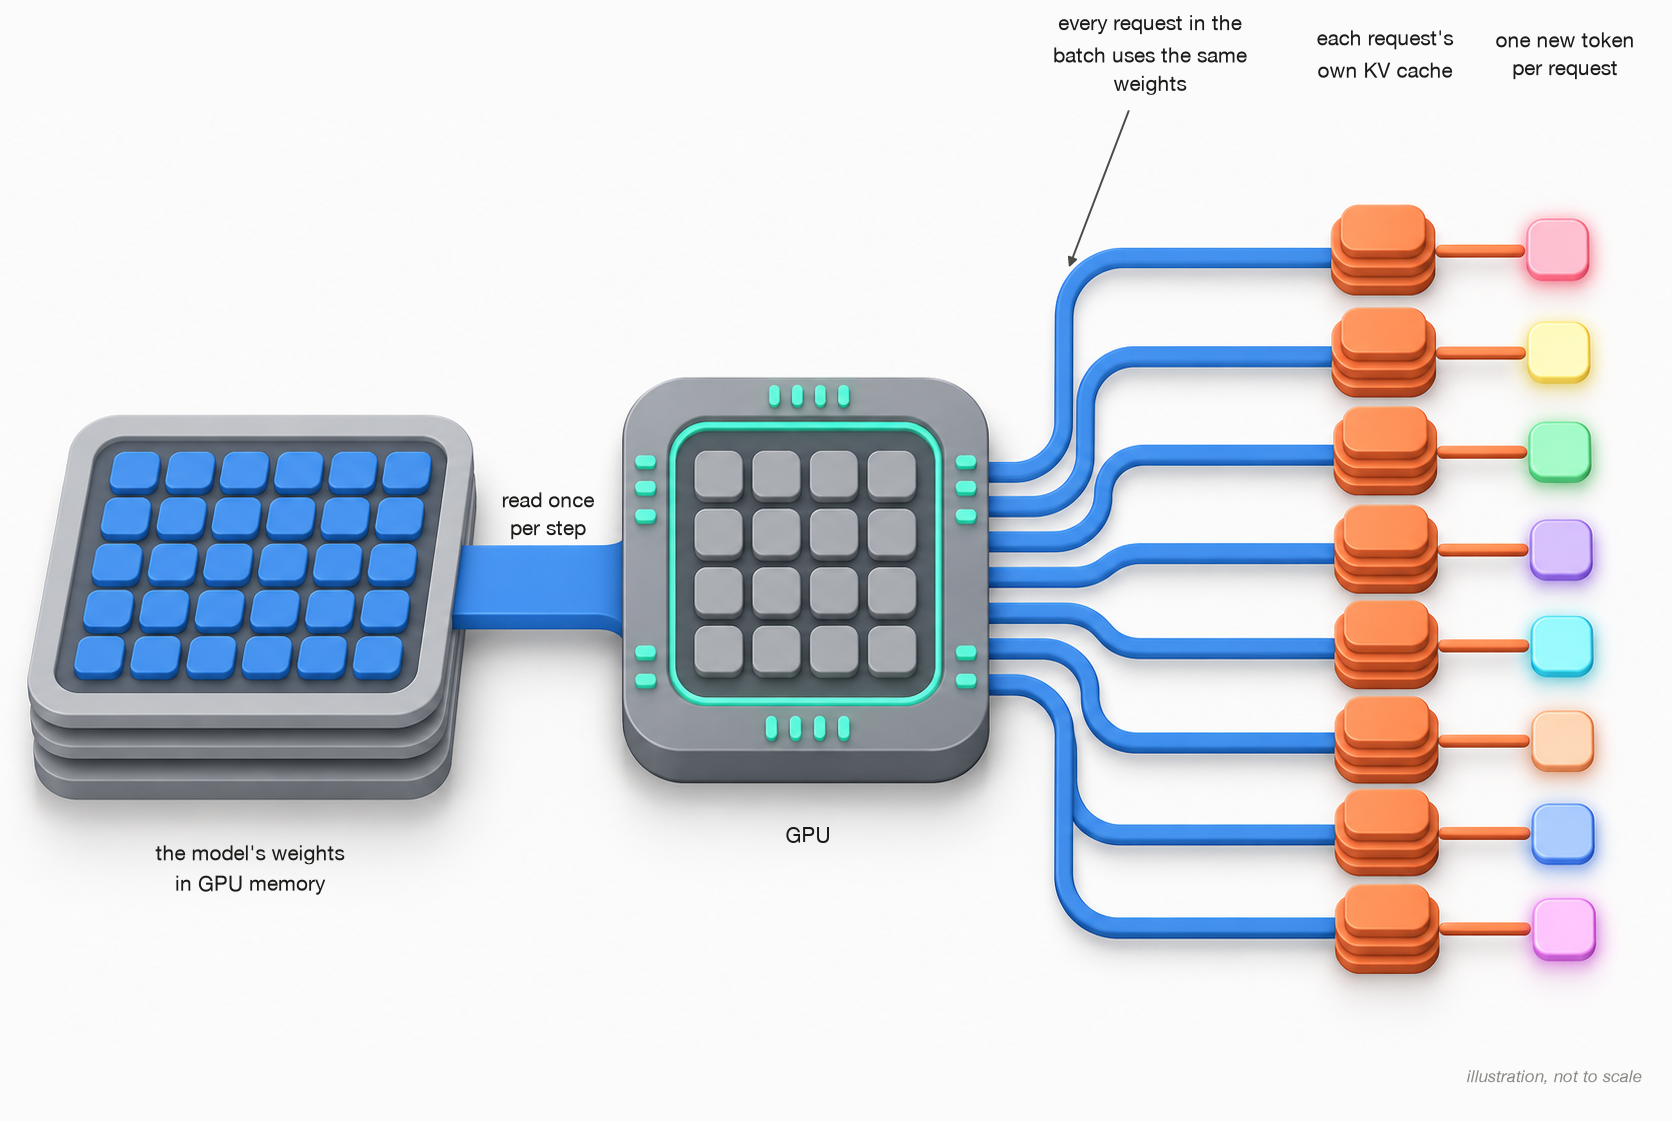 every request in the
batch uses the same
weights
each request's
own KV cache
one new token
per request
read once
per step
GPU
the model's weights
in GPU memory
illustration, not to scale